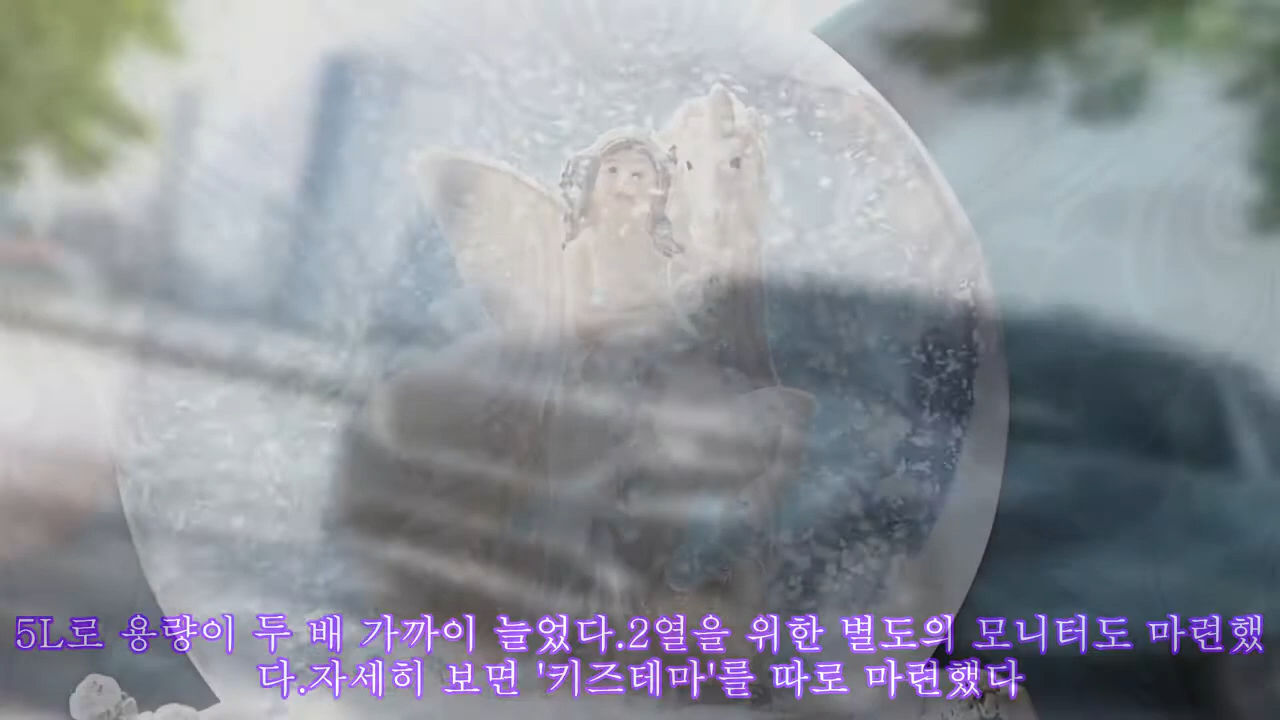 5L로 용량이 두 배 가까이 늘었다.2열을 위한 별도의 모니터도 마련했
다.자세히 보면 '키즈테마'를 따로 마련했다